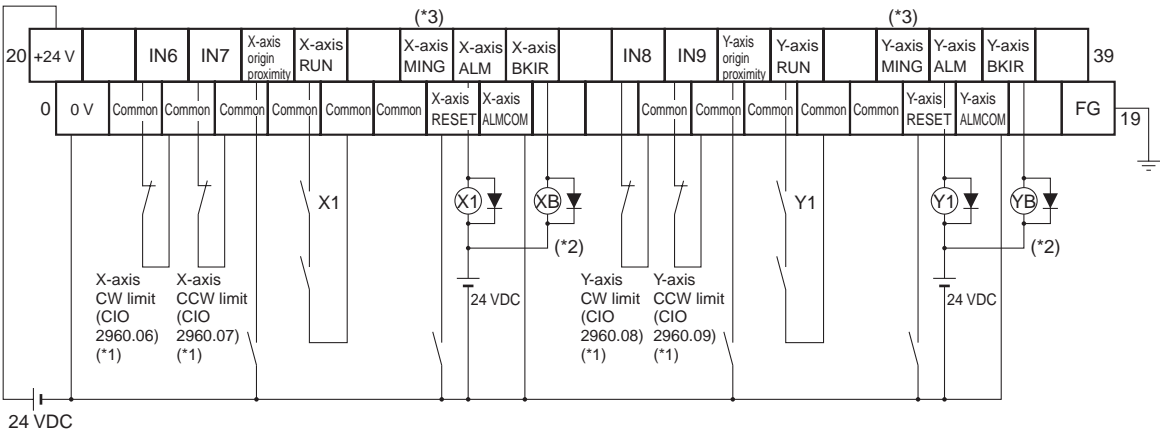 (*3) (*3)
20 +24 V IN6 IN7 X-axis origin proximity X-axis RUN X-axis MING X-axis ALM X-axis BKIR IN8 IN9 Y-axis origin proximity Y-axis RUN Y-axis MING Y-axis ALM Y-axis BKIR 39
0 0 V Common Common Common Common Common Common X-axis RESET X-axis ALMCOM Common Common Common Common Common Y-axis RESET Y-axis ALMCOM FG 19
X1 X1 XB Y1 Y1 YB
(*2) (*2)
X-axis CW limit (CIO 2960.06) (*1)
X-axis CCW limit (CIO 2960.07) (*1)
24 VDC
Y-axis CW limit (CIO 2960.08) (*1)
Y-axis CCW limit (CIO 2960.09) (*1)
24 VDC
24 VDC